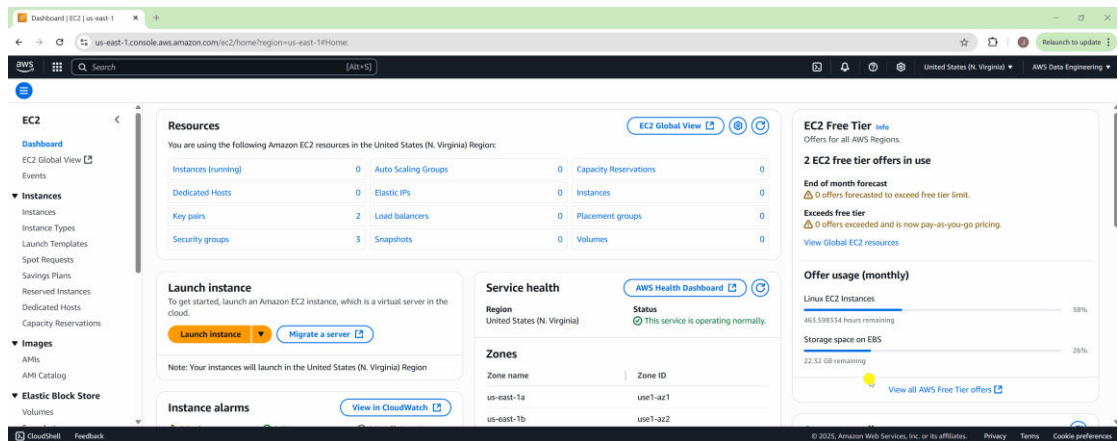 Dashboard | EC2 | us-east-1
us-east-1.console.aws.amazon.com/ec2/home?region=us-east-1#Home:
Relaunch to update
aws
Search
[Alt+S]
United States (N. Virginia)
AWS Data Engineering
EC2
Dashboard
EC2 Global View
Events
Instances
Instances
Instance Types
Launch Templates
Spot Requests
Savings Plans
Reserved Instances
Dedicated Hosts
Capacity Reservations
Images
AMIs
AMI Catalog
Elastic Block Store
Volumes
Resources
EC2 Global View
You are using the following Amazon EC2 resources in the United States (N. Virginia) Region:
Instances (running) 0 Auto Scaling Groups 0 Capacity Reservations 0
Dedicated Hosts 0 Elastic IPs 0 Instances 0
Key pairs 2 Load balancers 0 Placement groups 0
Security groups 3 Snapshots 0 Volumes 0
Launch instance
To get started, launch an Amazon EC2 instance, which is a virtual server in the
cloud.
Launch instance
Migrate a server
Note: Your instances will launch in the United States (N. Virginia) Region
Instance alarms
View in CloudWatch
Service health
AWS Health Dashboard
Region Status
United States (N. Virginia) This service is operating normally.
Zones
Zone name Zone ID
us-east-1a use1-az1
us-east-1b use1-az2
EC2 Free Tier Info
Offers for all AWS Regions.
2 EC2 free tier offers in use
End of month forecast
0 offers forecasted to exceed free tier limit.
Exceeds free tier
0 offers exceeded and is now pay-as-you-go pricing.
View Global EC2 resources
Offer usage (monthly)
Linux EC2 Instances
38%
463.598334 hours remaining
Storage space on EBS
26%
22.32 GB remaining
View all AWS Free Tier offers
CloudShell Feedback
© 2025, Amazon Web Services, Inc. or its affiliates. Privacy Terms Cookie preferences